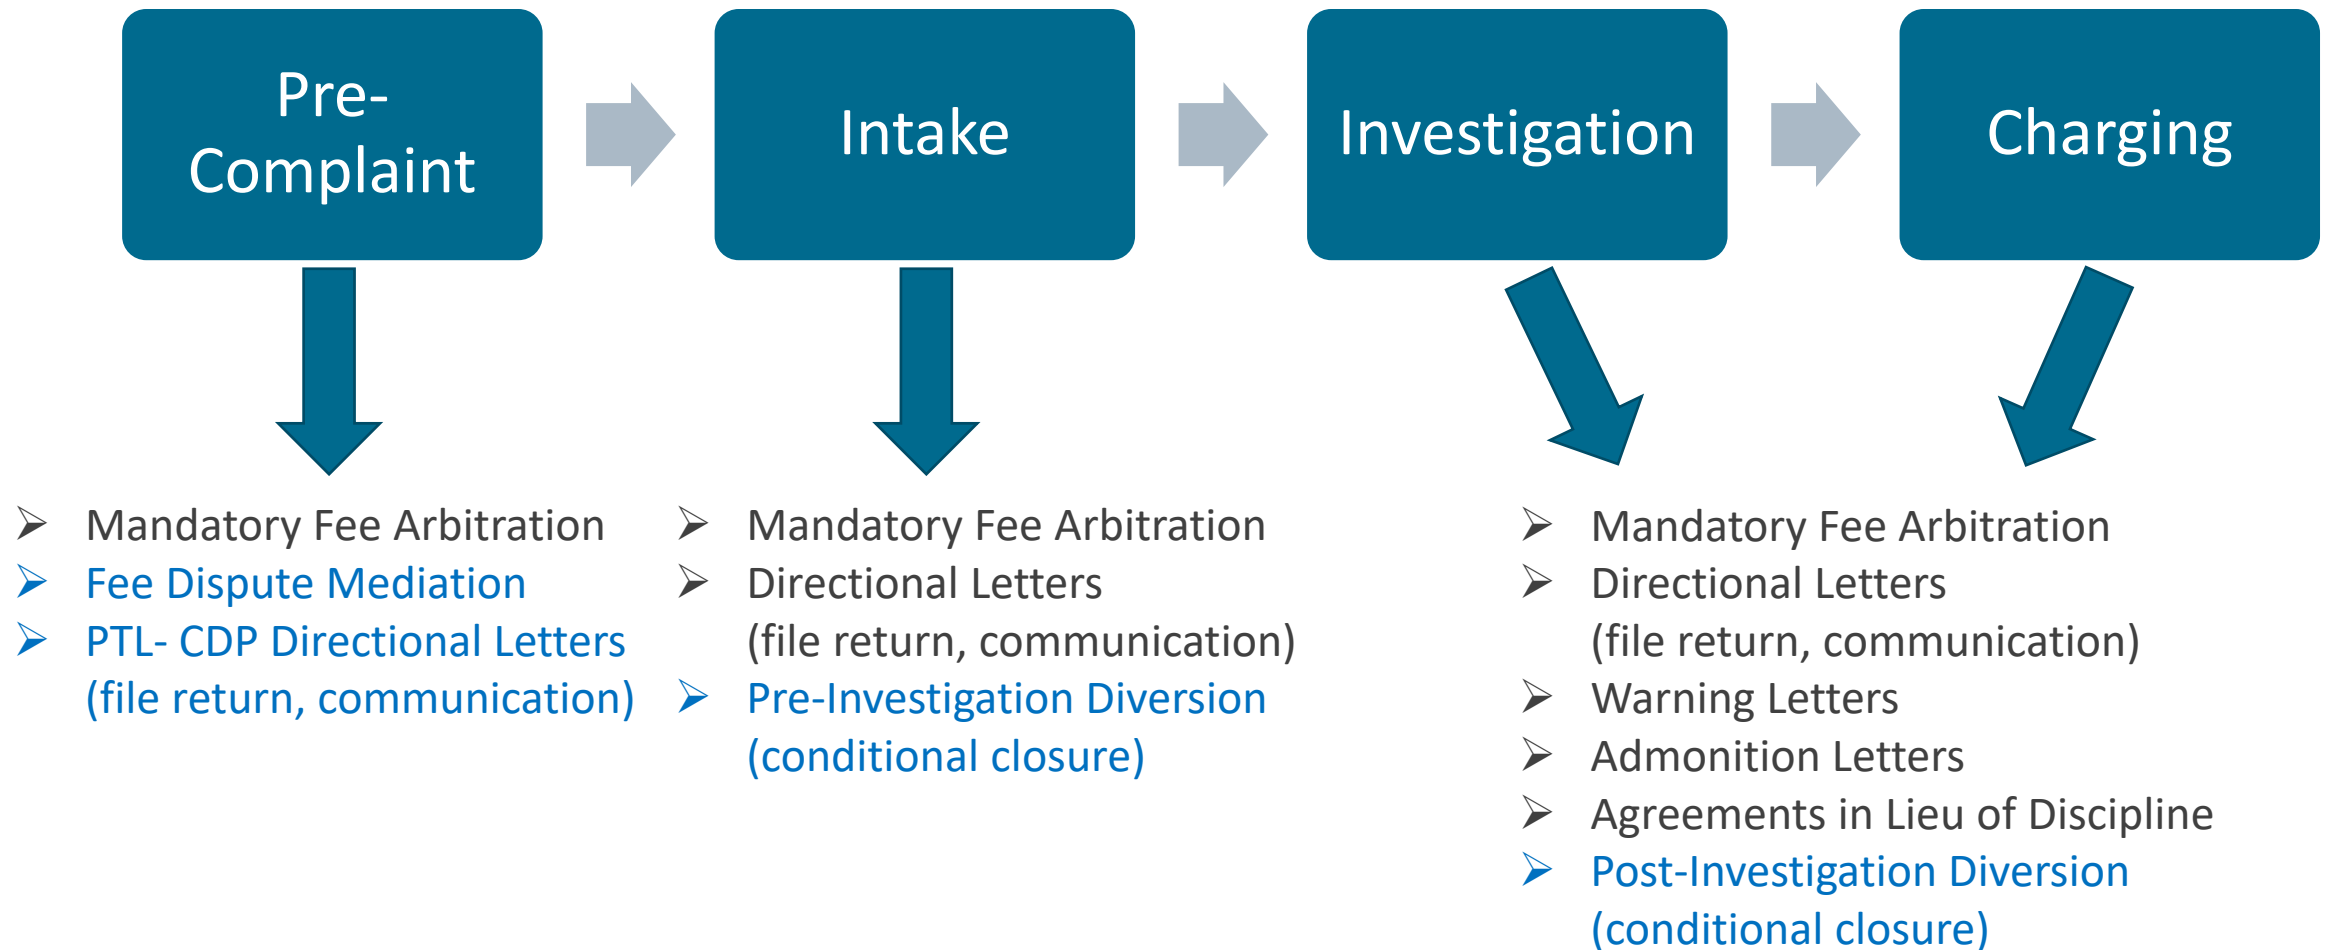 Pre-
Complaint
Intake
Investigation
Charging
➢ Mandatory Fee Arbitration
➢ Fee Dispute Mediation
➢ PTL- CDP Directional Letters
(file return, communication)
➢ Mandatory Fee Arbitration
➢ Directional Letters
(file return, communication)
➢ Pre-Investigation Diversion
(conditional closure)
➢ Mandatory Fee Arbitration
➢ Directional Letters
(file return, communication)
➢ Warning Letters
➢ Admonition Letters
➢ Agreements in Lieu of Discipline
➢ Post-Investigation Diversion
(conditional closure)